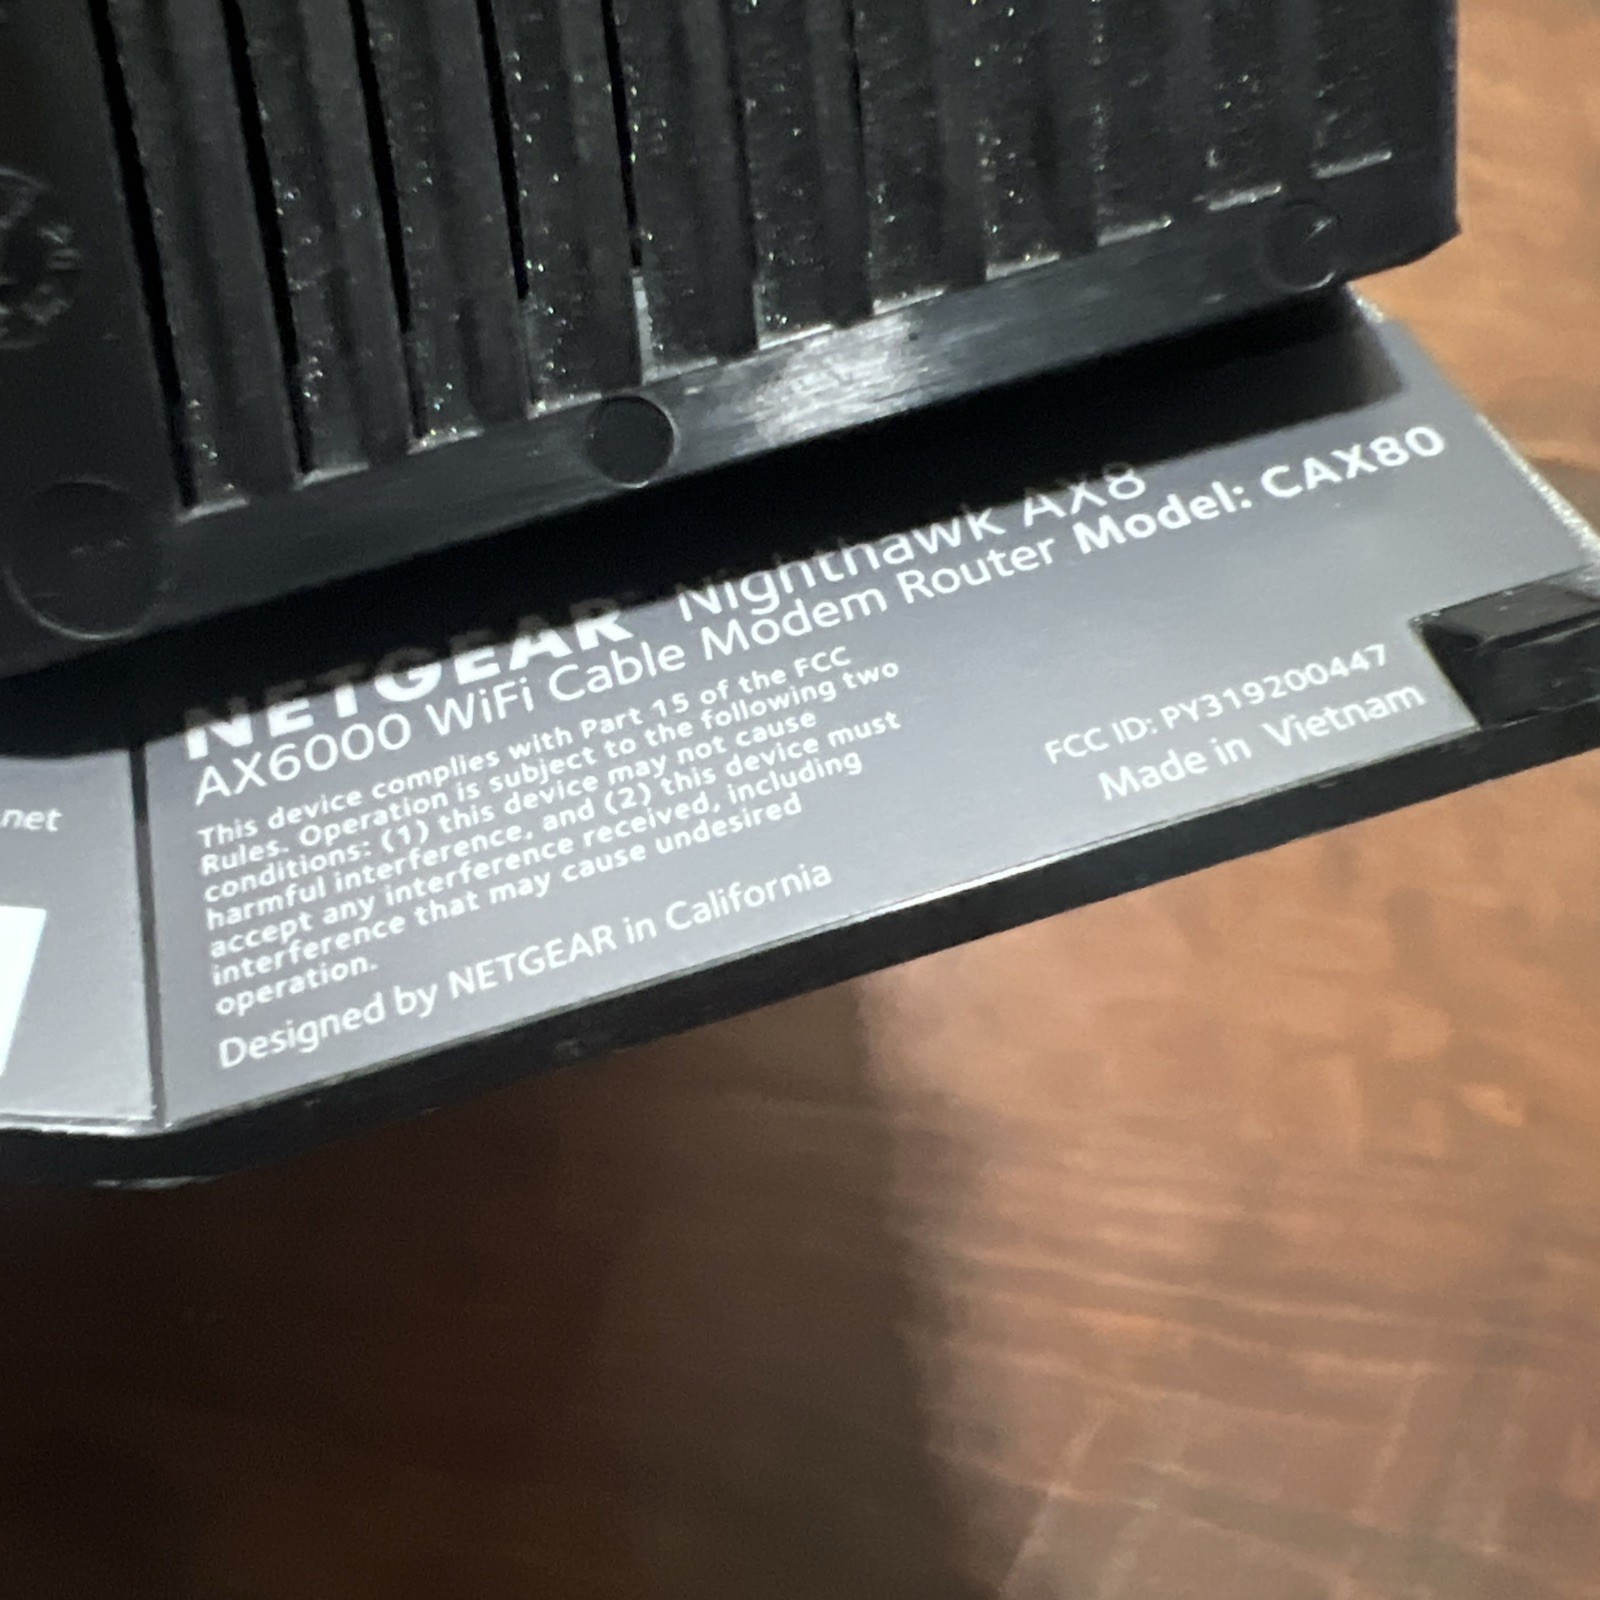 NETGEAR Nighthawk AX8
AX6000 WiFi Cable Modem Router Model: CAX80
This device complies with Part 15 of the FCC
Rules. Operation is subject to the following two
conditions: (1) this device may not cause
harmful interference, and (2) this device must
accept any interference received, including
interference that may cause undesired
operation.
Designed by NETGEAR in California
FCC ID: PY319200447
Made in Vietnam
.net